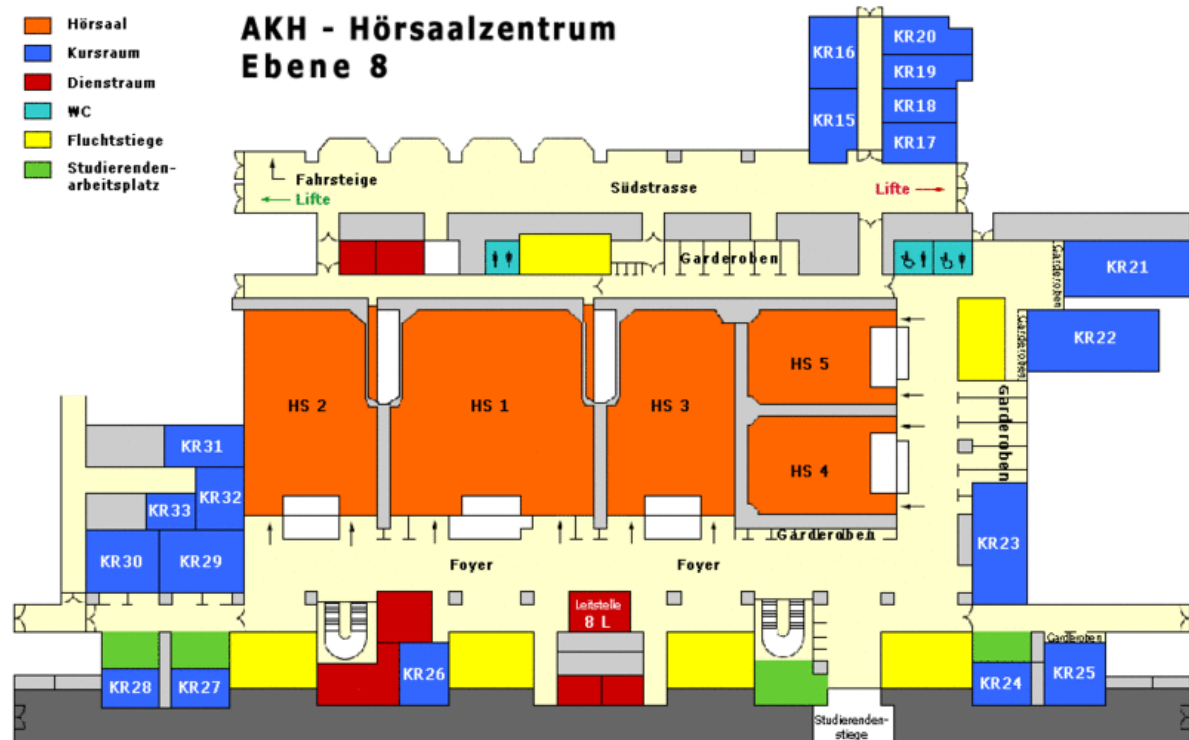 Hörsaal
Kursraum
Dienstraum
WC
Fluchtstiege
Studierenden-
arbeitsplatz
AKH - Hörsaalzentrum
Ebene 8
KR16
KR20
KR19
KR15
KR18
KR17
Fahrsteige
Lifte
Südstrasse
Lifte
Garderoben
Garderoben
KR21
Garderoben
KR22
HS 2
HS 1
HS 3
HS 5
HS 4
Garderoben
KR31
KR32
KR33
KR30
KR29
KR23
Garderoben
Foyer
Foyer
Leitstelle
8 L
Garderoben
KR28
KR27
KR26
KR24
KR25
Studierenden-
stiege